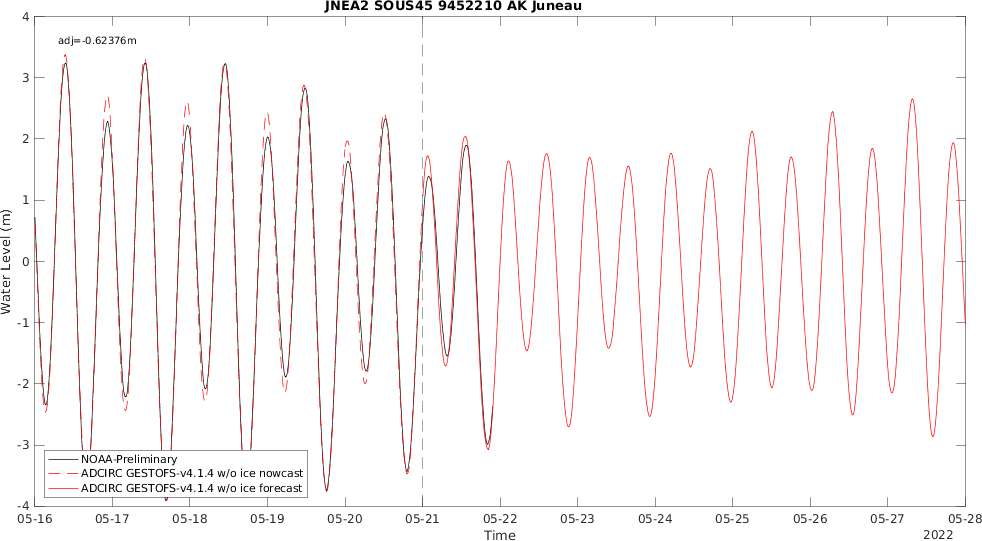 JNEA2 SOUS45 9452210 AK Juneau
adj=-0.62376m
Water Level (m)
4
3
2
1
0
-1
-2
-3
-4
NOAA-Preliminary
ADCIRC GESTOFS-v4.1.4 w/o ice nowcast
ADCIRC GESTOFS-v4.1.4 w/o ice forecast
05-16 05-17 05-18 05-19 05-20 05-21 05-22 05-23 05-24 05-25 05-26 05-27 05-28
Time
2022